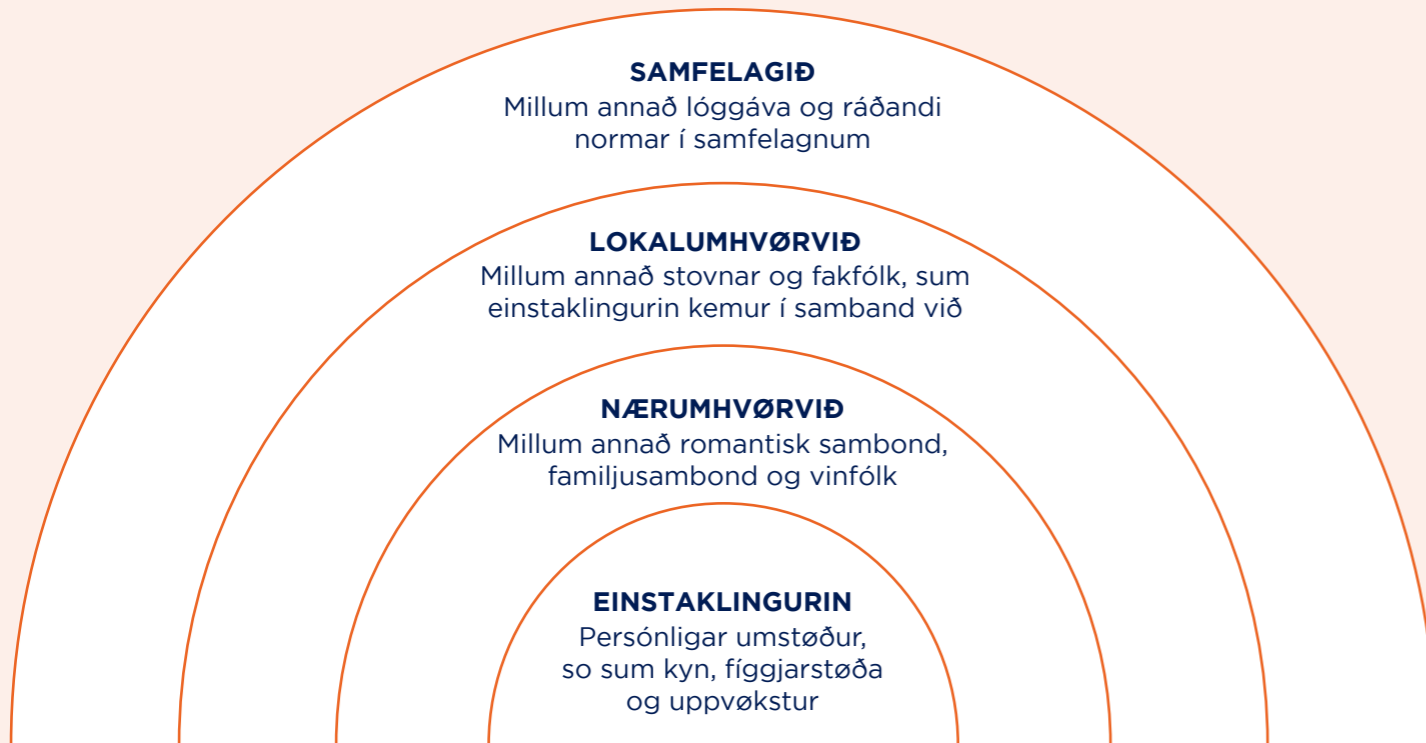 SAMFELAGIÐ
Millum annað lóggáva og ráðandi
normar í samfelagnum
LOKALUMHVØRVIÐ
Millum annað stovnar og fakfólk, sum
einstaklingurin kemur í samband við
NÆRUMHVØRVIÐ
Millum annað romantisk sambond,
familjusambond og vinfólk
EINSTAKLINGURIN
Persónligar umstøður,
so sum kyn, fíggjarstøða
og uppvøkstur